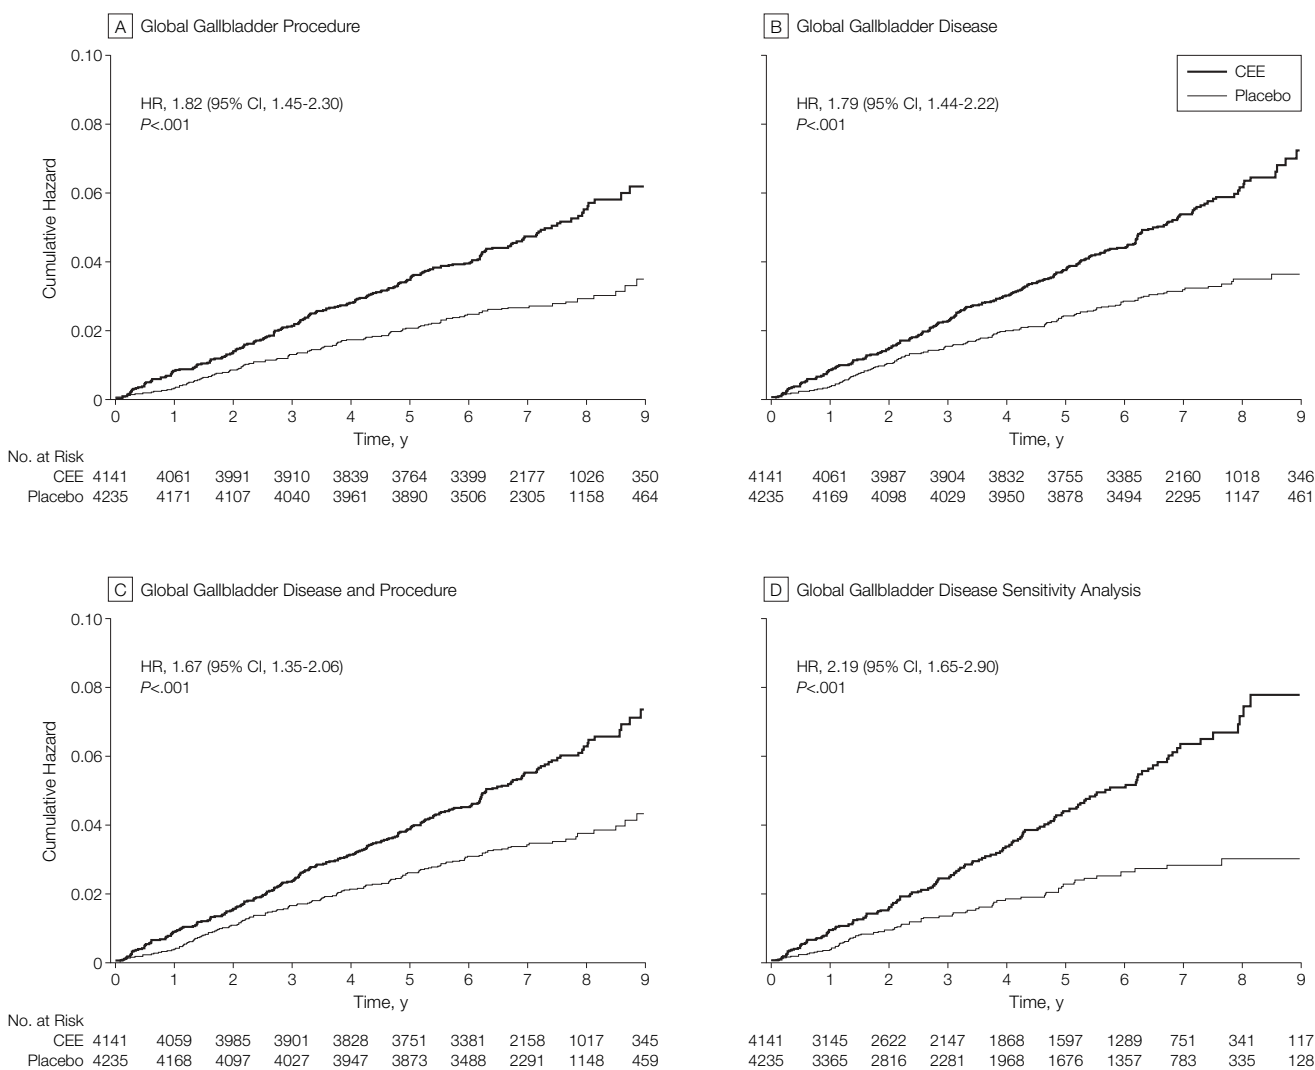 A Global Gallbladder Procedure
Cumulative Hazard
0.10
0.08
0.06
0.04
0.02
0
HR, 1.82 (95% CI, 1.45-2.30)
P<.001
0 1 2 3 4 5 6 7 8 9
Time, y
No. at Risk
CEE 4141 4061 3991 3910 3839 3764 3399 2177 1026 350
Placebo 4235 4171 4107 4040 3961 3890 3506 2305 1158 464
B Global Gallbladder Disease
HR, 1.79 (95% CI, 1.44-2.22)
P<.001
CEE
Placebo
0 1 2 3 4 5 6 7 8 9
Time, y
4141 4061 3987 3904 3832 3755 3385 2160 1018 346
4235 4169 4098 4029 3950 3878 3494 2295 1147 461
C Global Gallbladder Disease and Procedure
Cumulative Hazard
0.10
0.08
0.06
0.04
0.02
0
HR, 1.67 (95% CI, 1.35-2.06)
P<.001
0 1 2 3 4 5 6 7 8 9
Time, y
No. at Risk
CEE 4141 4059 3985 3901 3828 3751 3381 2158 1017 345
Placebo 4235 4168 4097 4027 3947 3873 3488 2291 1148 459
D Global Gallbladder Disease Sensitivity Analysis
HR, 2.19 (95% CI, 1.65-2.90)
P<.001
0 1 2 3 4 5 6 7 8 9
Time, y
4141 3145 2622 2147 1868 1597 1289 751 341 117
4235 3365 2816 2281 1968 1676 1357 783 335 128